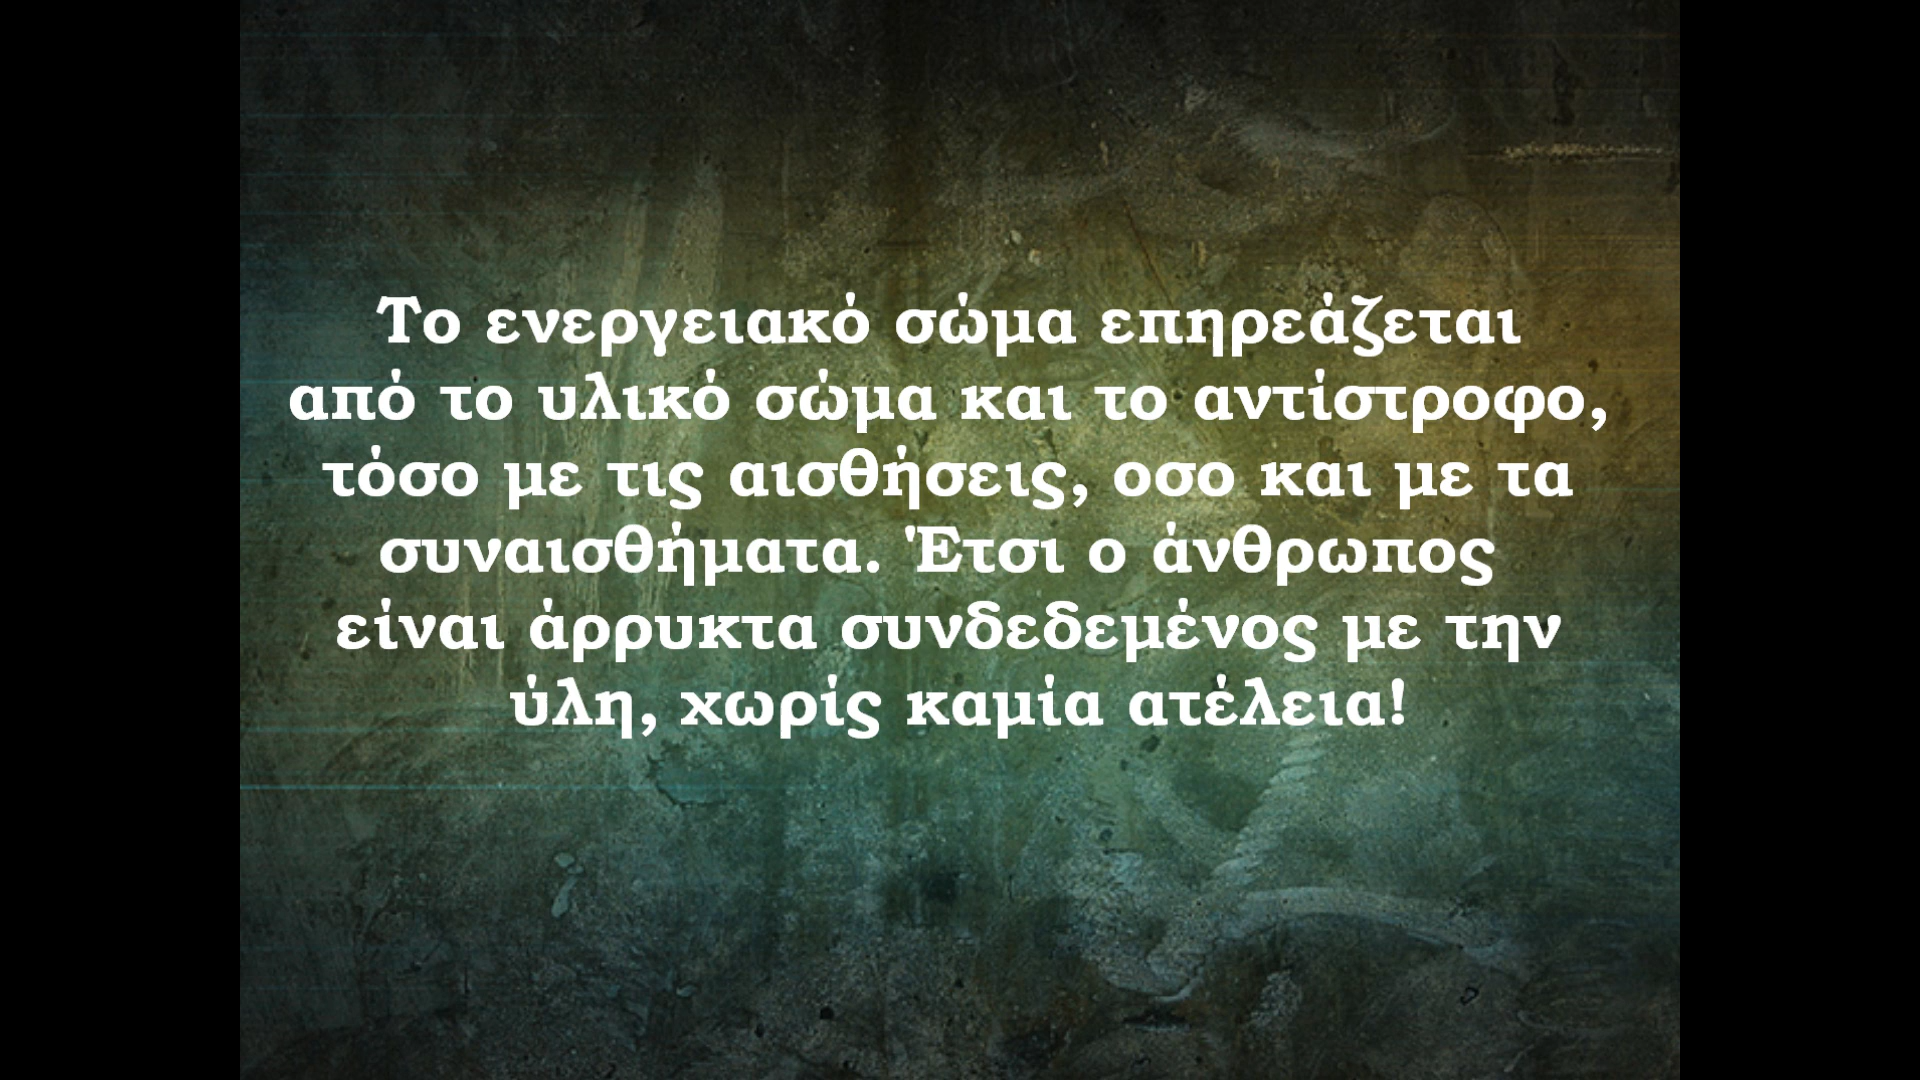 Το ενεργειακό σώμα επηρεάζεται
από το υλικό σώμα και το αντίστροφο,
τόσο με τις αισθήσεις, οσο και με τα
συναισθήματα. Έτσι ο άνθρωπος
είναι άρρυκτα συνδεδεμένος με την
ύλη, χωρίς καμία ατέλεια!